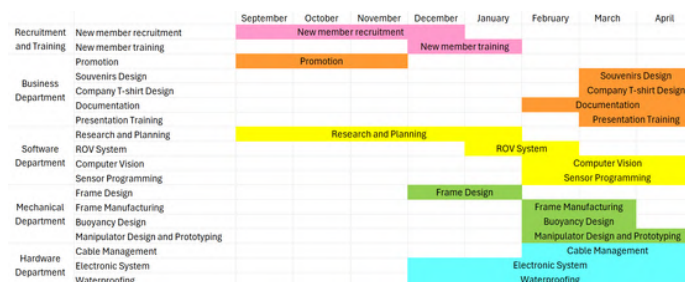 September October November December January February March April
Recruitment and Training
New member recruitment New member recruitment
New member training New member training
Business Department
Promotion Promotion
Souvenirs Design Souvenirs Design
Company T-shirt Design Company T-shirt Design
Documentation Documentation
Presentation Training Presentation Training
Software Department
Research and Planning Research and Planning
ROV System ROV System
Computer Vision Computer Vision
Sensor Programming Sensor Programming
Mechanical Department
Frame Design Frame Design
Frame Manufacturing Frame Manufacturing
Buoyancy Design Buoyancy Design
Manipulator Design and Prototyping Manipulator Design and Prototyping
Hardware Department
Cable Management Cable Management
Electronic System Electronic System
Waterproofing Waterproofing